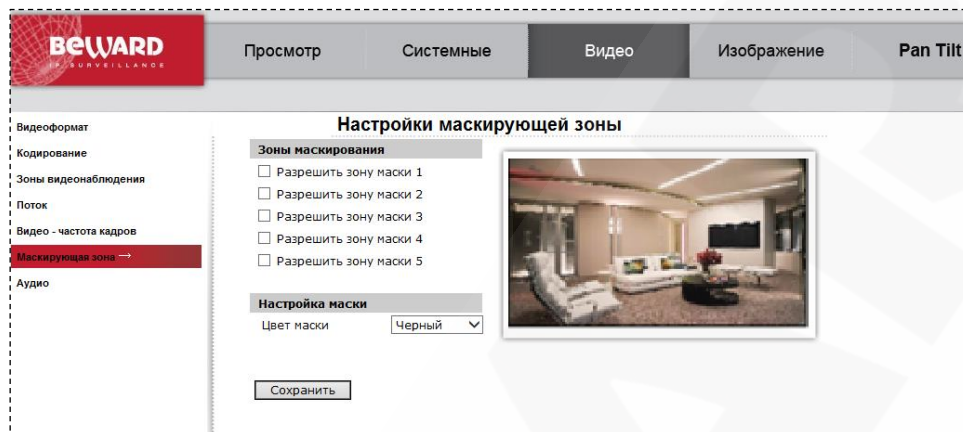 BEWARD
IP SURVEILLANCE
Просмотр
Системные
Видео
Изображение
Pan Tilt
Видеоформат
Кодирование
Зоны видеонаблюдения
Поток
Видео - частота кадров
Маскирующая зона →
Аудио
Настройки маскирующей зоны
Зоны маскирования
Разрешить зону маски 1
Разрешить зону маски 2
Разрешить зону маски 3
Разрешить зону маски 4
Разрешить зону маски 5
Настройка маски
Цвет маски Черный
Сохранить